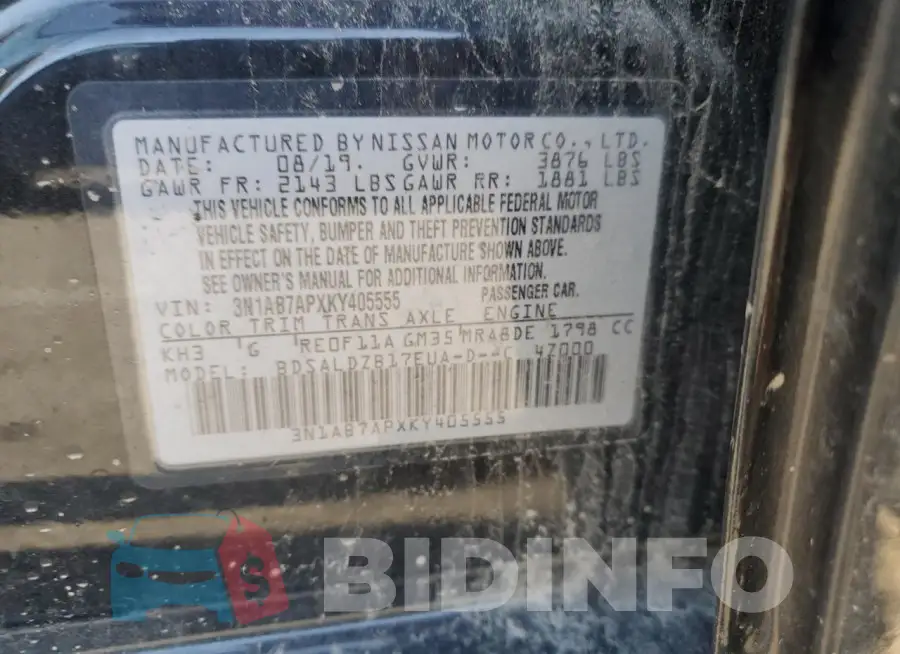 MANUFACTURED BY NISSAN MOTOR CO., LTD.
DATE: 08/19. GVWR: 3876 LBS
GAWR FR: 2143 LBS GAWR RR: 1881 LBS
THIS VEHICLE CONFORMS TO ALL APPLICABLE FEDERAL MOTOR
VEHICLE SAFETY, BUMPER AND THEFT PREVENTION STANDARDS
IN EFFECT ON THE DATE OF MANUFACTURE SHOWN ABOVE.
SEE OWNER'S MANUAL FOR ADDITIONAL INFORMATION.
VIN: 3N1AB7APXKY405555 PASSENGER CAR.
COLOR TRIM TRANS AXLE ENGINE
KH3 G RE0F11A GM35 MRA8DE 1798 CC
MODEL: BDSALDZB17EUA-D--C 47000
3N1AB7APXKY405555
$ BIDINFO